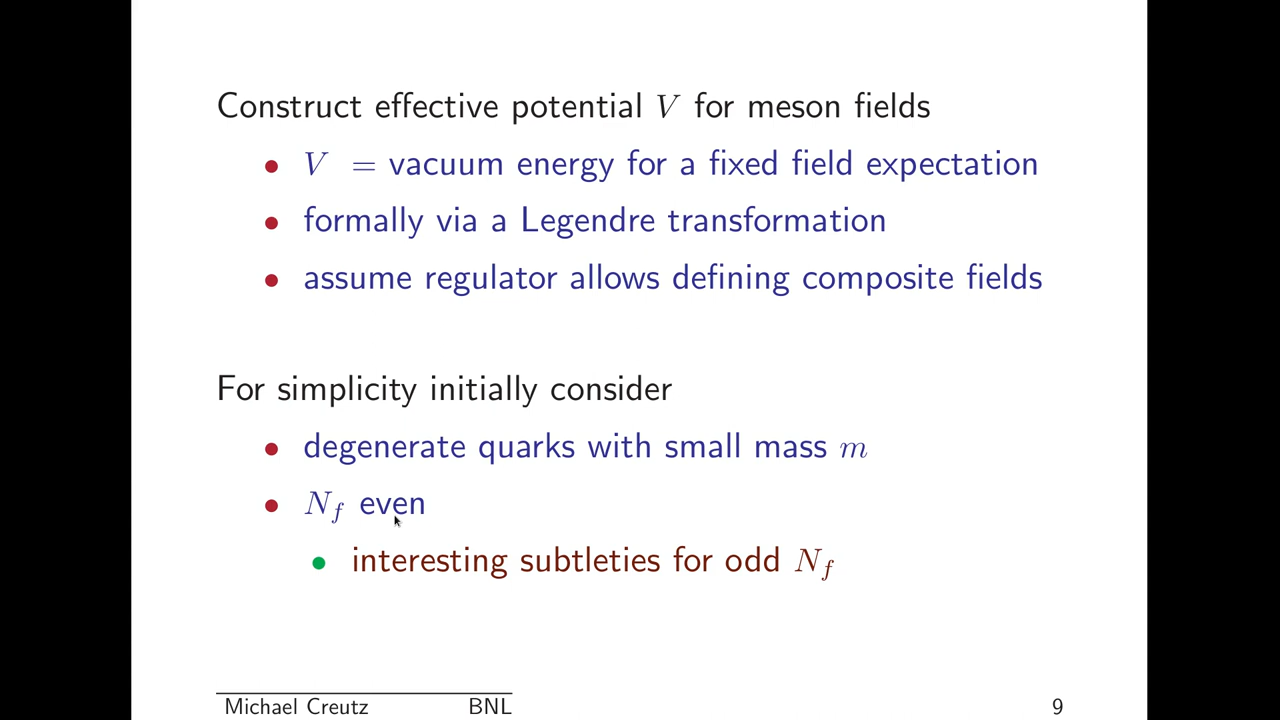 Construct effective potential V for meson fields
• V = vacuum energy for a fixed field expectation
• formally via a Legendre transformation
• assume regulator allows defining composite fields
For simplicity initially consider
• degenerate quarks with small mass m
• N_f even
• interesting subtleties for odd N_f
Michael Creutz BNL 9